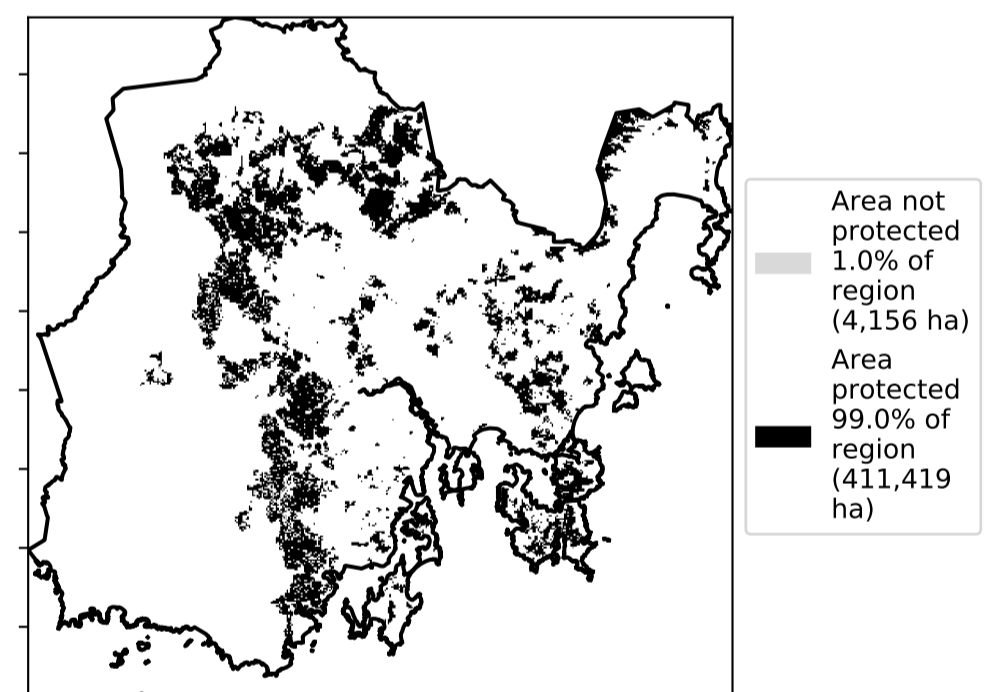 Area not
protected
1.0% of
region
(4,156 ha)
Area
protected
99.0% of
region
(411,419
ha)